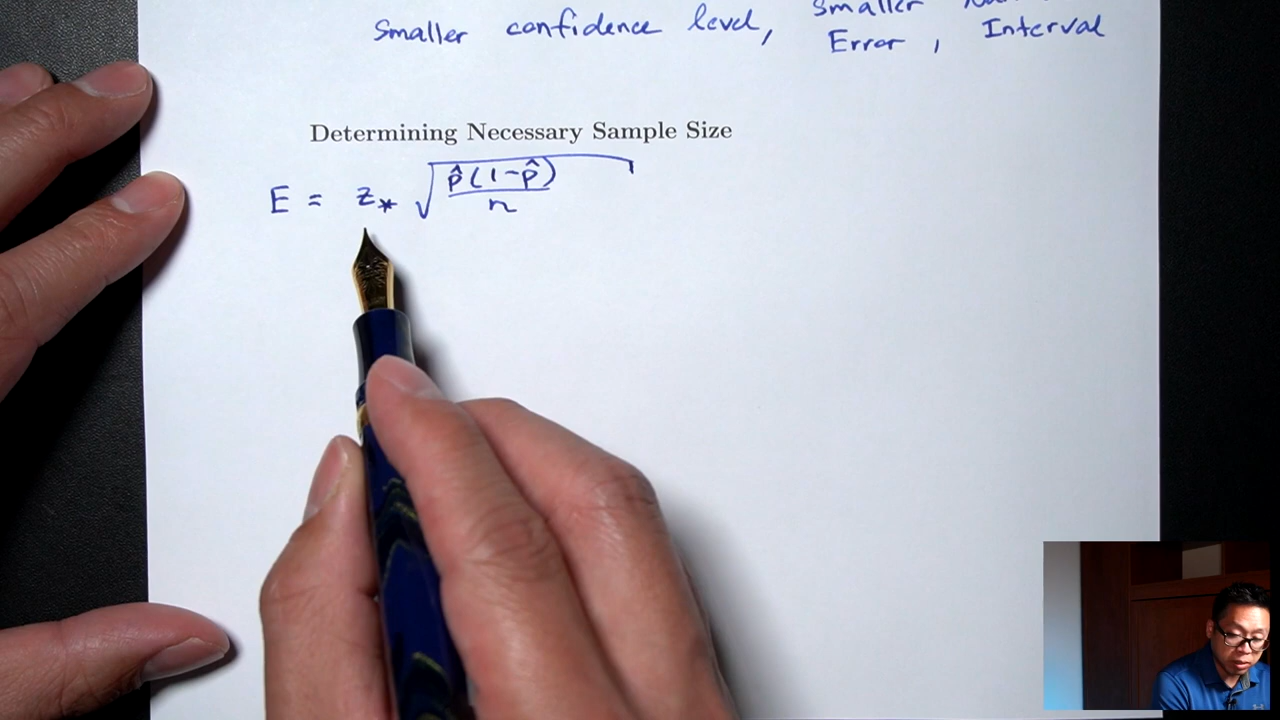 Smaller
Smaller confidence level, Error, Interval
Determining Necessary Sample Size
E = z* √(p̂(1-p̂)/n)